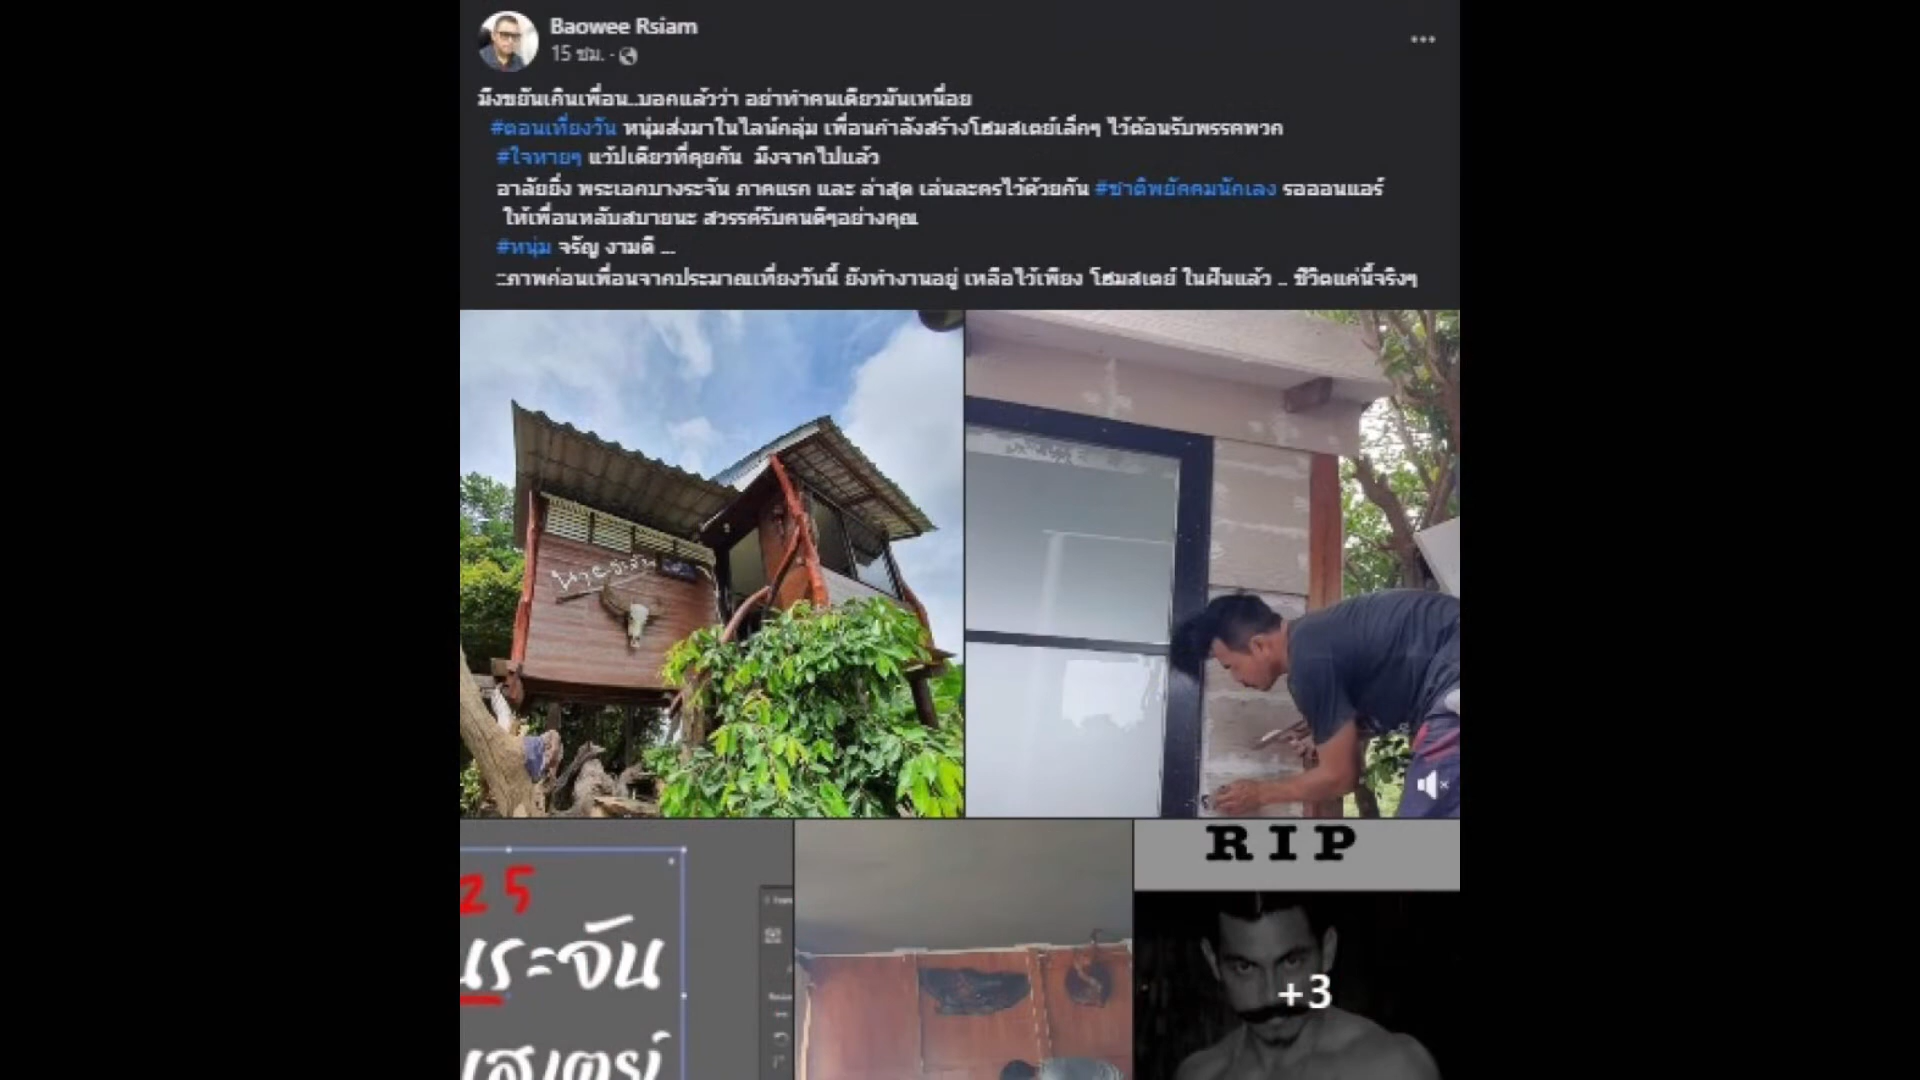 Baowee Rsiam
15 ชม.
มึงขยันเกินเพื่อน..บอกแล้วว่า อย่าทำคนเดียวมันเหนื่อย
#ตอนเที่ยงวัน หนุ่มส่งมาในไลน์กลุ่ม เพื่อนกำลังสร้างโฮมสเตย์เล็กๆ ไว้ต้อนรับพรรคพวก
#ใจหายๆ แว๊ปเดียวที่คุยกัน มึงจากไปแล้ว
อาลัยยิ่ง พระเอกบางระจัน ภาคแรก และ ล่าสุด เล่นละครไว้ด้วยกัน #ชาติพยัคฆมนักเลง รอออนแอร์
ให้เพื่อนหลับสบายนะ สวรรค์รับคนดีๆอย่างคุณ
#หนุ่ม จรัญ งามดี ...
::ภาพก่อนเพื่อนจากประมาณเที่ยงวันนี้ ยังทำงานอยู่ เหลือไว้เพียง โฮมสเตย์ ในฝันแล้ว .. ชีวิตแค่นี้จริงๆ
RIP
25
นระจัน
+3